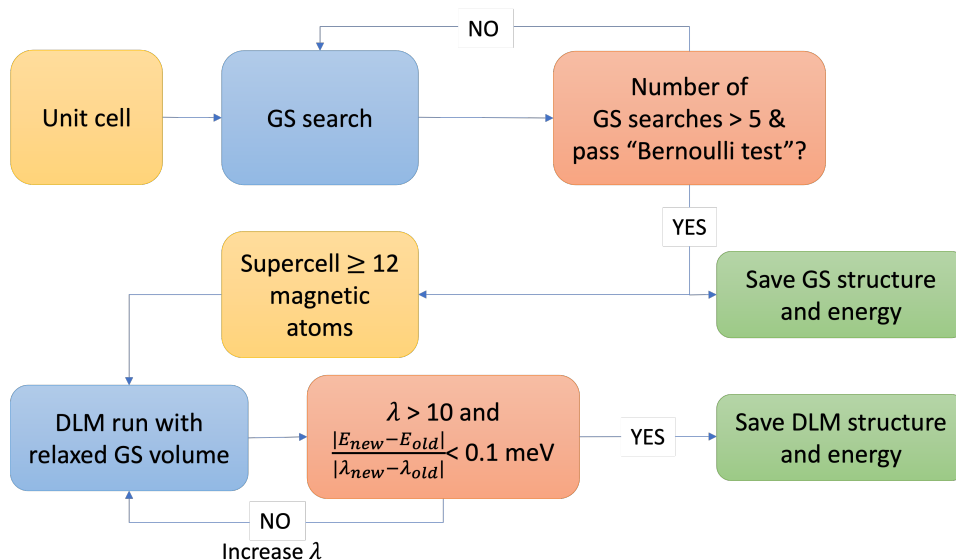 NO
Unit cell
GS search
Number of
GS searches > 5 &
pass “Bernoulli test”?
YES
Supercell ≥ 12
magnetic
atoms
Save GS structure
and energy
DLM run with
relaxed GS volume
λ > 10 and
|E_new−E_old|
|λ_new−λ_old|
< 0.1 meV
YES
Save DLM structure
and energy
NO
Increase λ